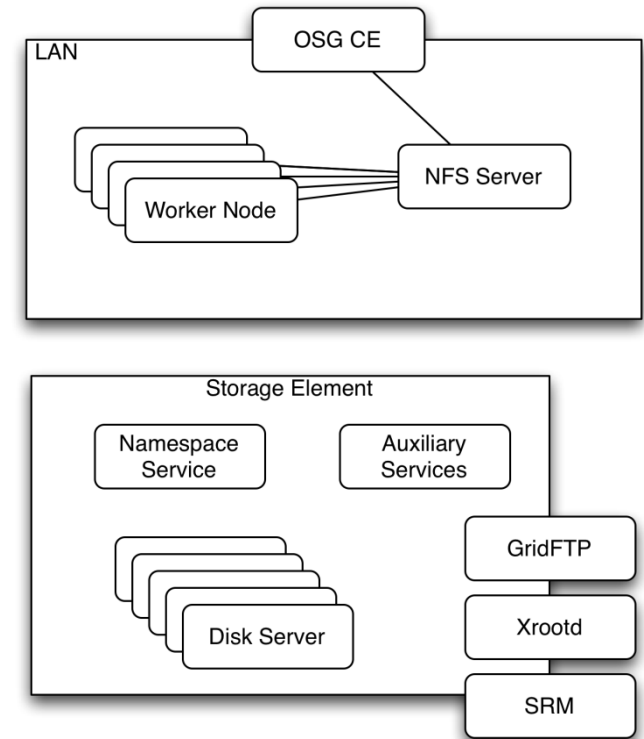 OSG CE
LAN
NFS Server
Worker Node
Storage Element
Namespace
Service
Auxiliary
Services
GridFTP
Xrootd
Disk Server
SRM